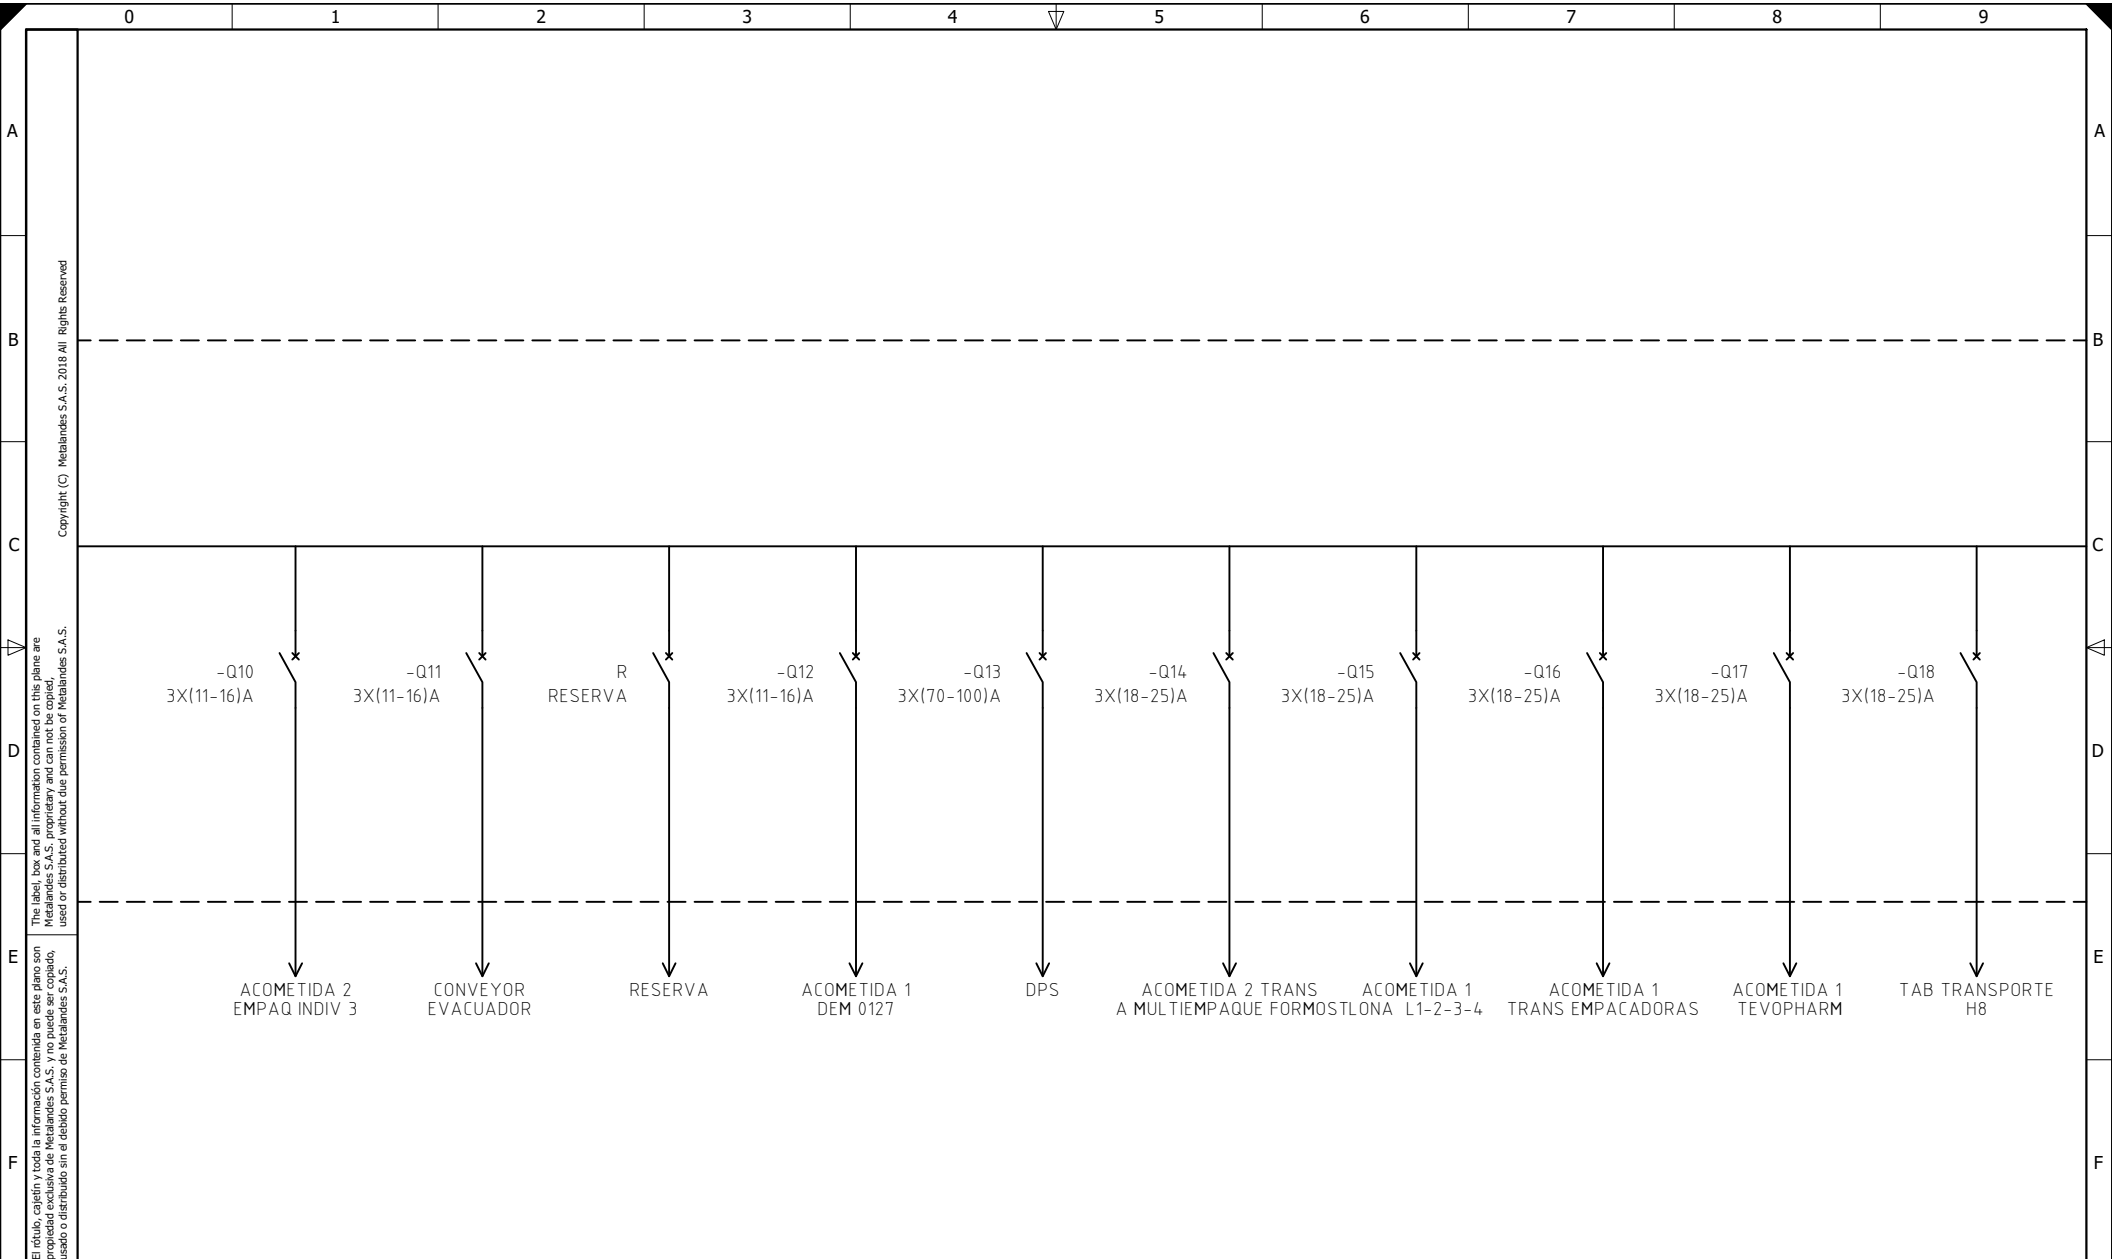 0 1 2 3 4 5 6 7 8 9
A A
B B
C C
D D
E E
F F
Copyright (C) Metalandes S.A.S. 2018 All Rights Reserved
The label, box and all information contained on this plane are
Metalandes S.A.S. proprietary and can not be copied,
used or distributed without due permission of Metalandes S.A.S.
El rótulo, cajetín y toda la información contenida en este plano son
propiedad exclusiva de Metalandes S.A.S. y no puede ser copiado,
usado o distribuido sin el debido permiso de Metalandes S.A.S.
-Q10
3X(11-16)A
-Q11
3X(11-16)A
R
RESERVA
-Q12
3X(11-16)A
-Q13
3X(70-100)A
-Q14
3X(18-25)A
-Q15
3X(18-25)A
-Q16
3X(18-25)A
-Q17
3X(18-25)A
-Q18
3X(18-25)A
ACOMETIDA 2
EMPAQ INDIV 3
CONVEYOR
EVACUADOR
RESERVA
ACOMETIDA 1
DEM 0127
DPS
ACOMETIDA 2 TRANS
A MULTIEMPAQUE FORMOST
ACOMETIDA 1
LONA L1-2-3-4
ACOMETIDA 1
TRANS EMPACADORAS
ACOMETIDA 1
TEVOPHARM
TAB TRANSPORTE
H8